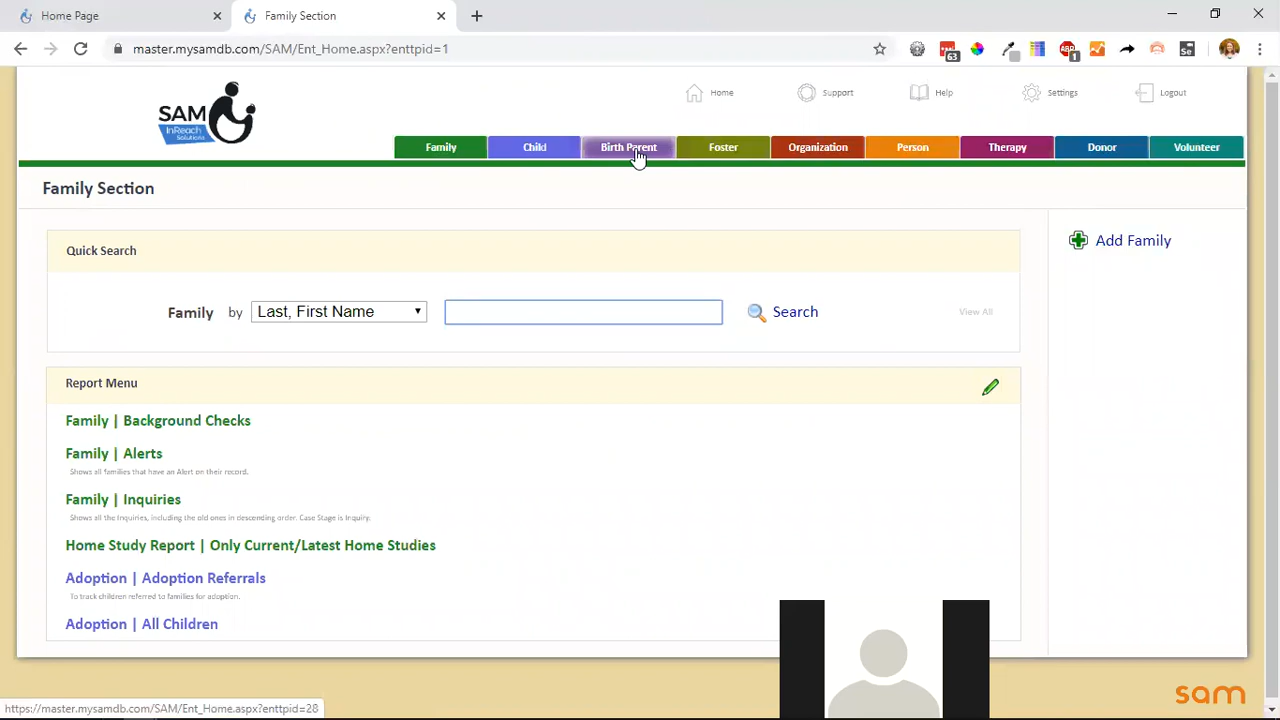 Home Page
Family Section
master.mysamdb.com/SAM/Ent_Home.aspx?enttpid=1
63
ABP
1
Se
SAM
InReach
Solutions
Home
Support
Help
Settings
Logout
Family
Child
Birth Parent
Foster
Organization
Person
Therapy
Donor
Volunteer
Family Section
Quick Search
Add Family
Family by Last, First Name
Search
View All
Report Menu
Family | Background Checks
Family | Alerts
Shows all families that have an Alert on their record.
Family | Inquiries
Shows all the Inquiries, including the old ones in descending order. Case Stage is Inquiry.
Home Study Report | Only Current/Latest Home Studies
Adoption | Adoption Referrals
To track children referred to families for adoption.
Adoption | All Children
sam
https://master.mysamdb.com/SAM/Ent_Home.aspx?enttpid=28